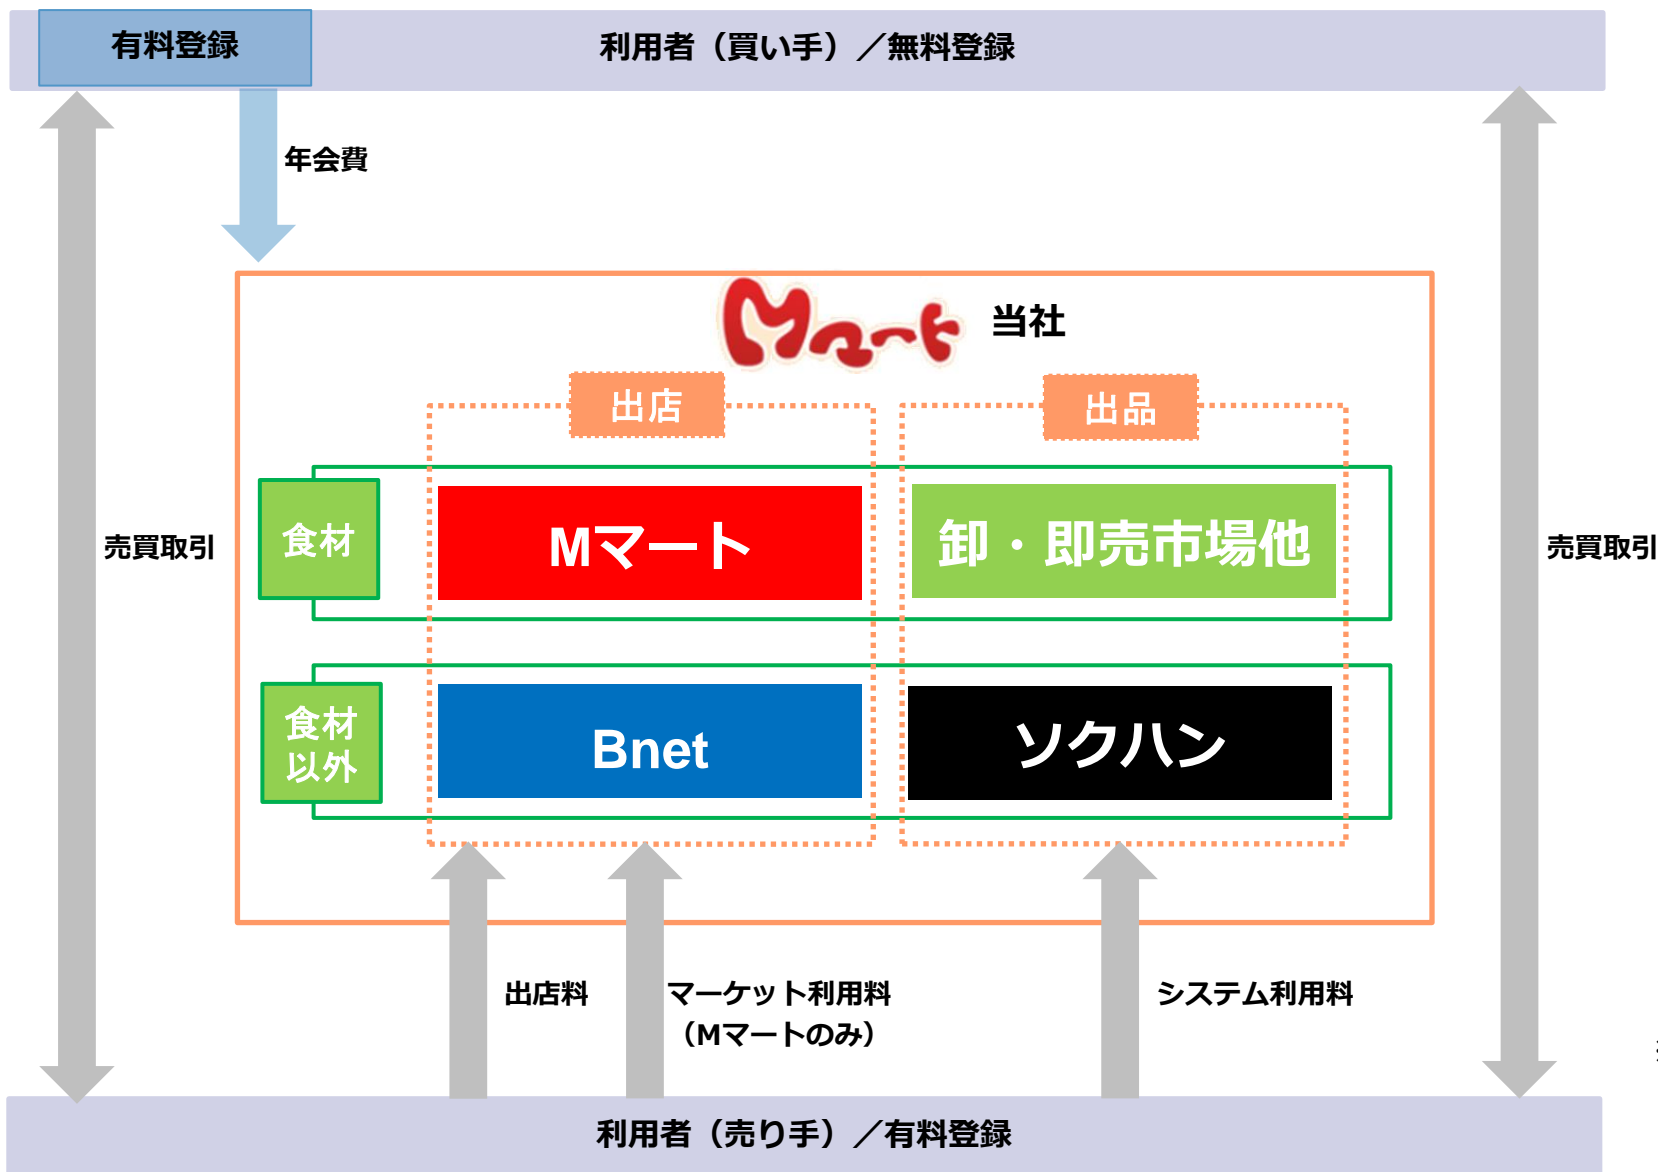 有料登録
利用者（買い手）／無料登録
年会費
Mマート 当社
出店
出品
食材
Mマート
卸・即売市場他
売買取引
売買取引
食材
以外
Bnet
ソクハン
出店料
マーケット利用料
（Mマートのみ）
システム利用料
利用者（売り手）／有料登録